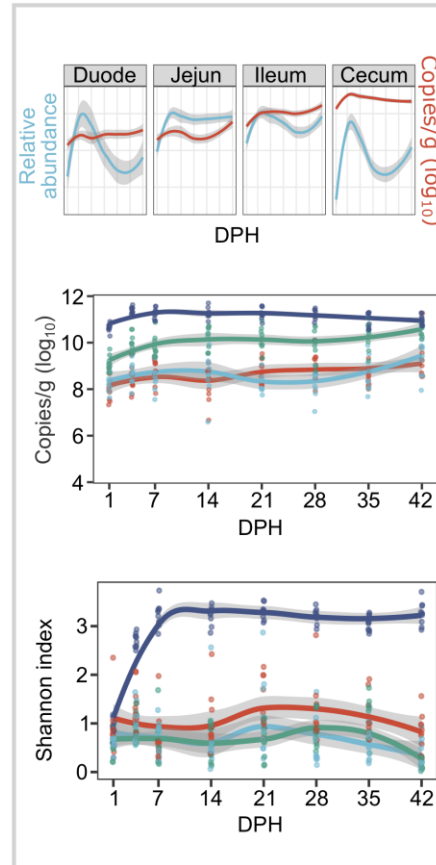 Duode Jejun Ileum Cecum
Relative
abundance
Copies/g (log10)
DPH
Copies/g (log10)
12
10
8
6
4
1 7 14 21 28 35 42
DPH
Shannon index
3
2
1
0
1 7 14 21 28 35 42
DPH